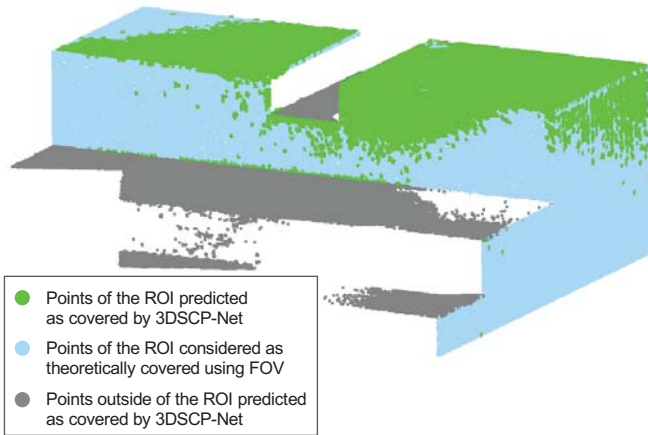 Points of the ROI predicted
as covered by 3DSCP-Net
Points of the ROI considered as
theoretically covered using FOV
Points outside of the ROI predicted
as covered by 3DSCP-Net